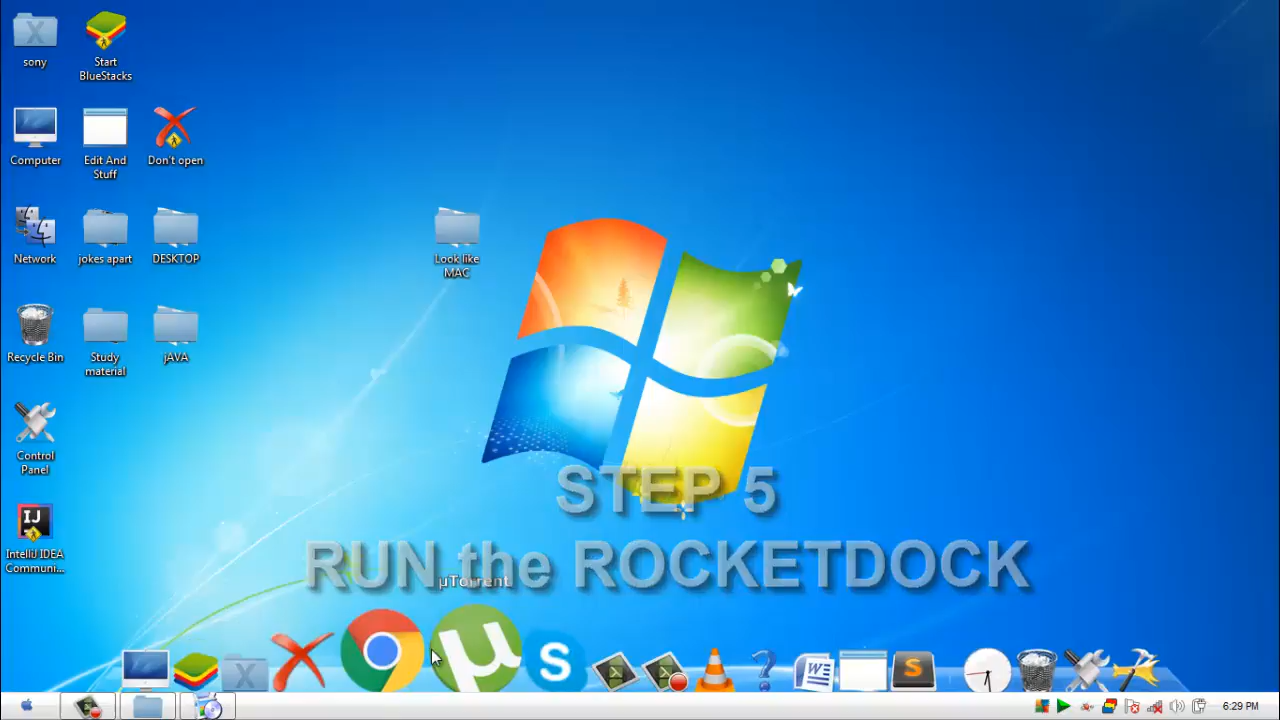 sony
Start
BlueStacks
Computer
Edit And
Stuff
Don't open
Network
jokes apart
DESKTOP
Look like
MAC
Recycle Bin
Study
material
jAVA
Control
Panel
IJ
IntelliJ IDEA
Communi...
STEP 5
RUN the ROCKETDOCK
µTorrent
X
µ
S
?
W
S
6:29 PM